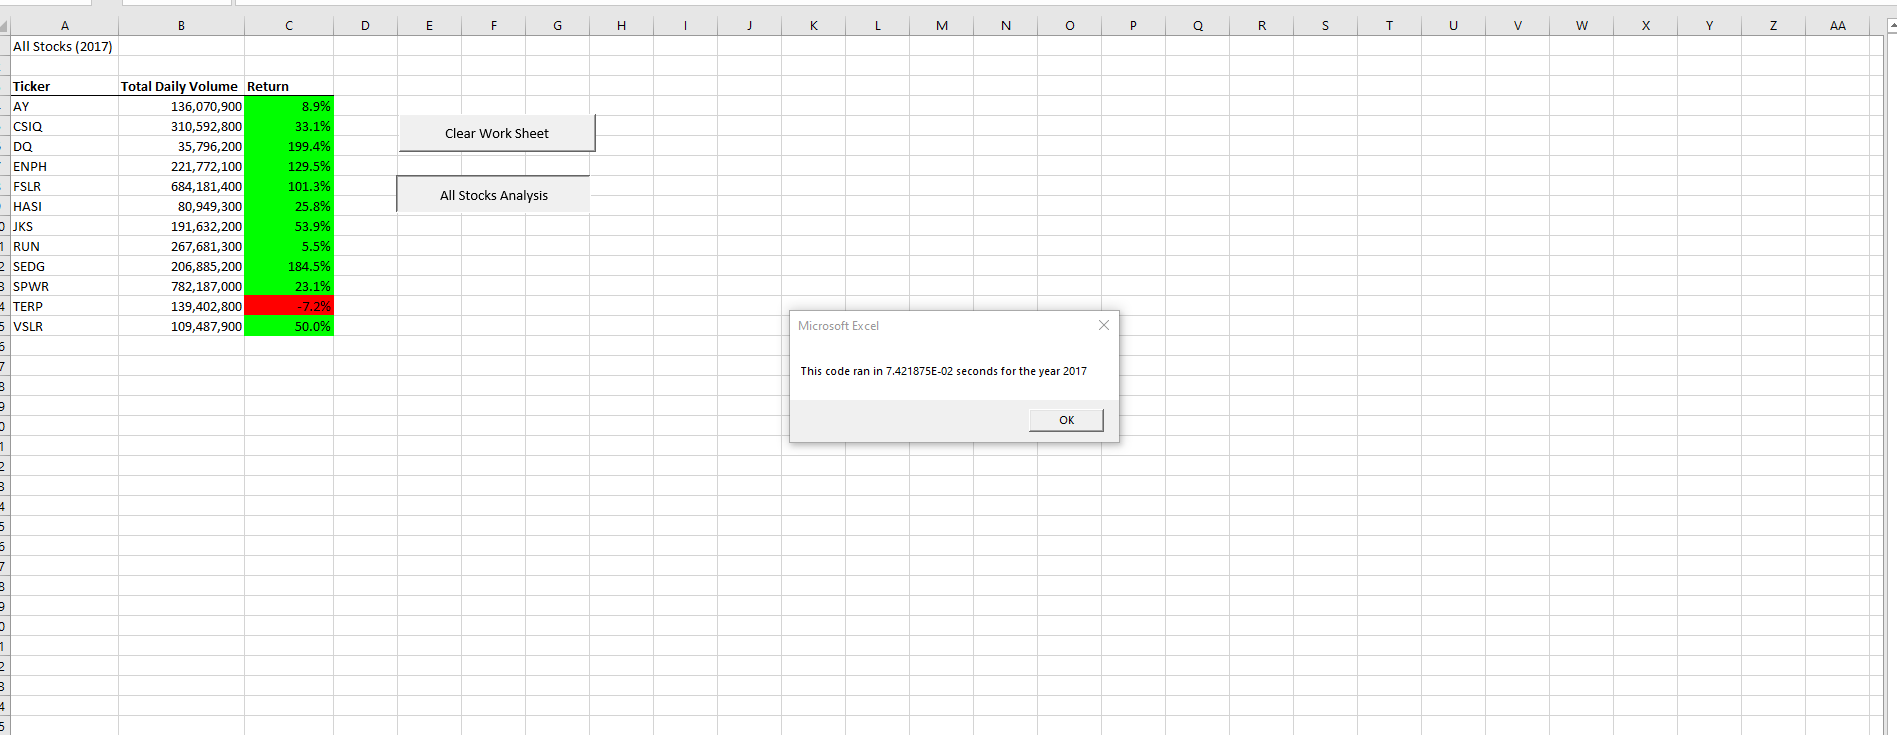 A B C D E F G H I J K L M N O P Q R S T U V W X Y Z AA
All Stocks (2017)
Ticker Total Daily Volume Return
AY 136,070,900 8.9%
CSIQ 310,592,800 33.1%
DQ 35,796,200 199.4%
ENPH 221,772,100 129.5%
FSLR 684,181,400 101.3%
HASI 80,949,300 25.8%
JKS 191,632,200 53.9%
RUN 267,681,300 5.5%
SEDG 206,885,200 184.5%
SPWR 782,187,000 23.1%
TERP 139,402,800 -7.2%
VSLR 109,487,900 50.0%
Clear Work Sheet
All Stocks Analysis
Microsoft Excel
This code ran in 7.421875E-02 seconds for the year 2017
OK